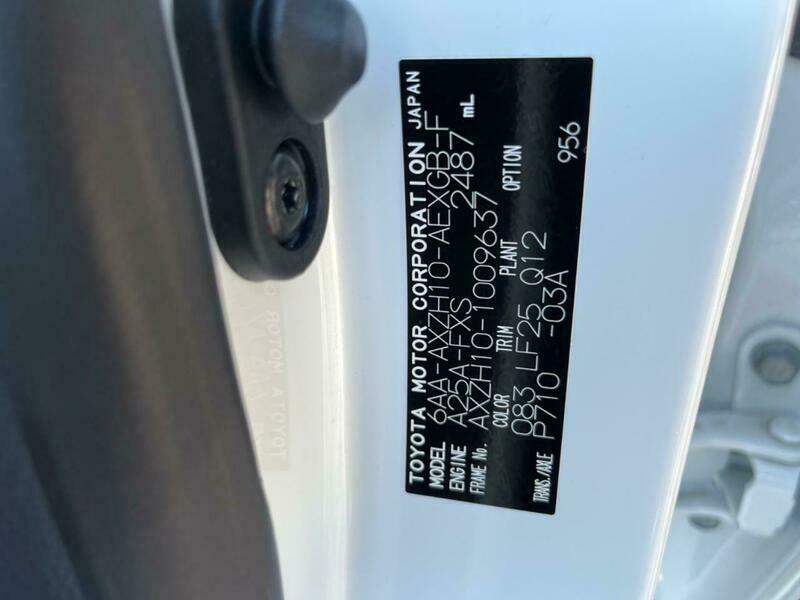 TOYOTA MOTOR CORPORATION JAPAN
MODEL 6AA-AXZH10-AEXGB-F
ENGINE A25A-FXS 2487 mL
FRAME No. AXZH10-1009637
COLOR TRIM PLANT OPTION
083 LF25 Q12
TRANS./AXLE P710 -03A 956